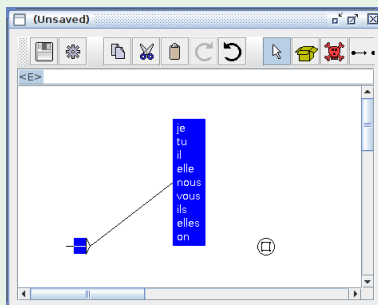 (Unsaved)
<E>
je
tu
il
elle
nous
vous
ils
elles
on